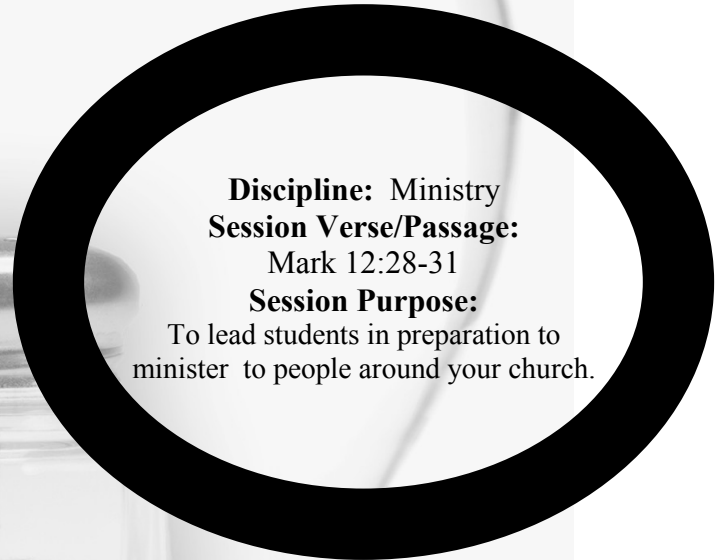 Discipline:  Ministry
Session Verse/Passage:
Mark 12:28-31
Session Purpose:
To lead students in preparation to
minister  to people around your church.